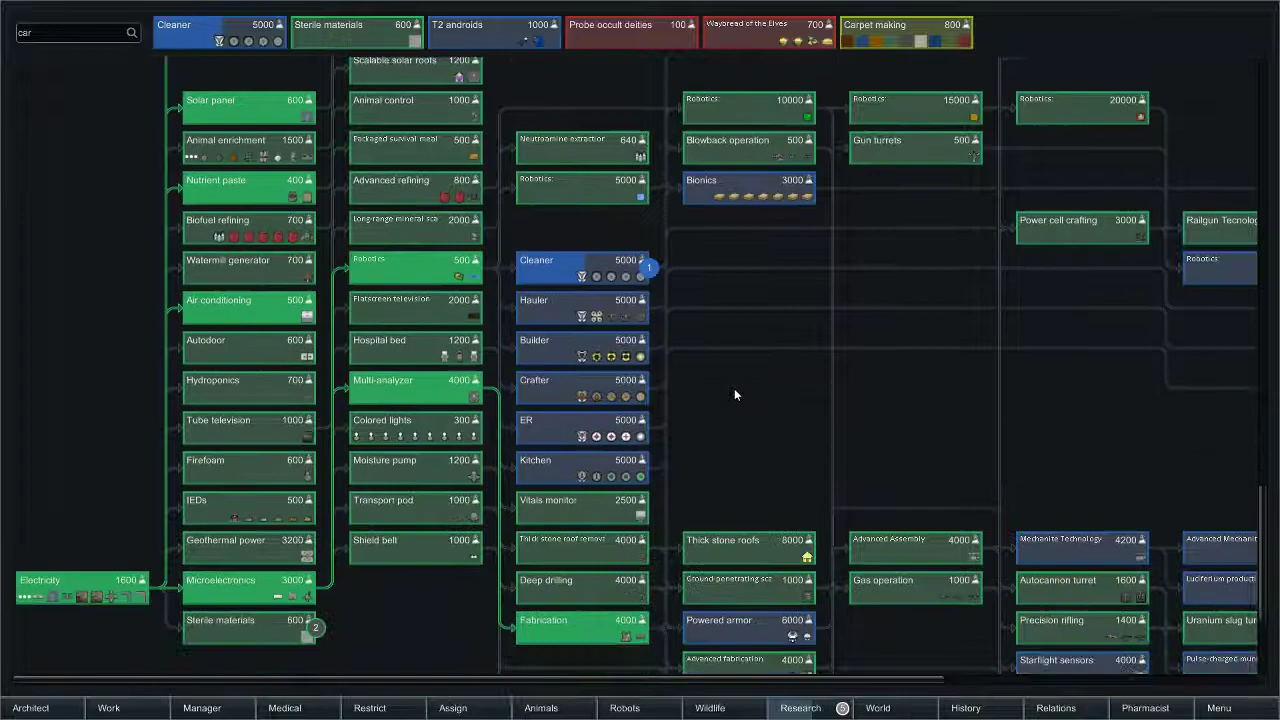 car
Cleaner 5000
Sterile materials 600
T2 androids 1000
Probe occult deities 100
Waybread of the Elves 700
Carpet making 800
Scalable solar roofs 1200
Solar panel 600
Animal control 1000
Robotics: 10000
Robotics: 15000
Robotics: 20000
Animal enrichment 1500
Packaged survival meal 500
Neutroamine extraction 640
Blowback operation 500
Gun turrets 500
Nutrient paste 400
Advanced refining 800
Robotics: 5000
Bionics 3000
Biofuel refining 700
Long-range mineral sca 2000
Power cell crafting 3000
Railgun Tecnolog
Watermill generator 700
Robotics 500
Cleaner 5000 1
Robotics:
Air conditioning 500
Flatscreen television 2000
Hauler 5000
Autodoor 600
Hospital bed 1200
Builder 5000
Hydroponics 700
Multi-analyzer 4000
Crafter 5000
Tube television 1000
Colored lights 300
ER 5000
Firefoam 600
Moisture pump 1200
Kitchen 5000
IEDs 500
Transport pod 1000
Vitals monitor 2500
Geothermal power 3200
Shield belt 1000
Thick stone roof removt 4000
Thick stone roofs 8000
Advanced Assembly 4000
Mechanite Technology 4200
Advanced Mechanit
Electricity 1600
Microelectronics 3000
Deep drilling 4000
Ground-penetrating sca 1000
Gas operation 1000
Autocannon turret 1600
Luciferium producti
Sterile materials 600 2
Fabrication 4000
Powered armor 6000
Precision rifling 1400
Uranium slug tur
Advanced fabrication 4000
Starflight sensors 4000
Pulse-charged mun
Architect Work Manager Medical Restrict Assign Animals Robots Wildlife Research 5 World History Relations Pharmacist Menu